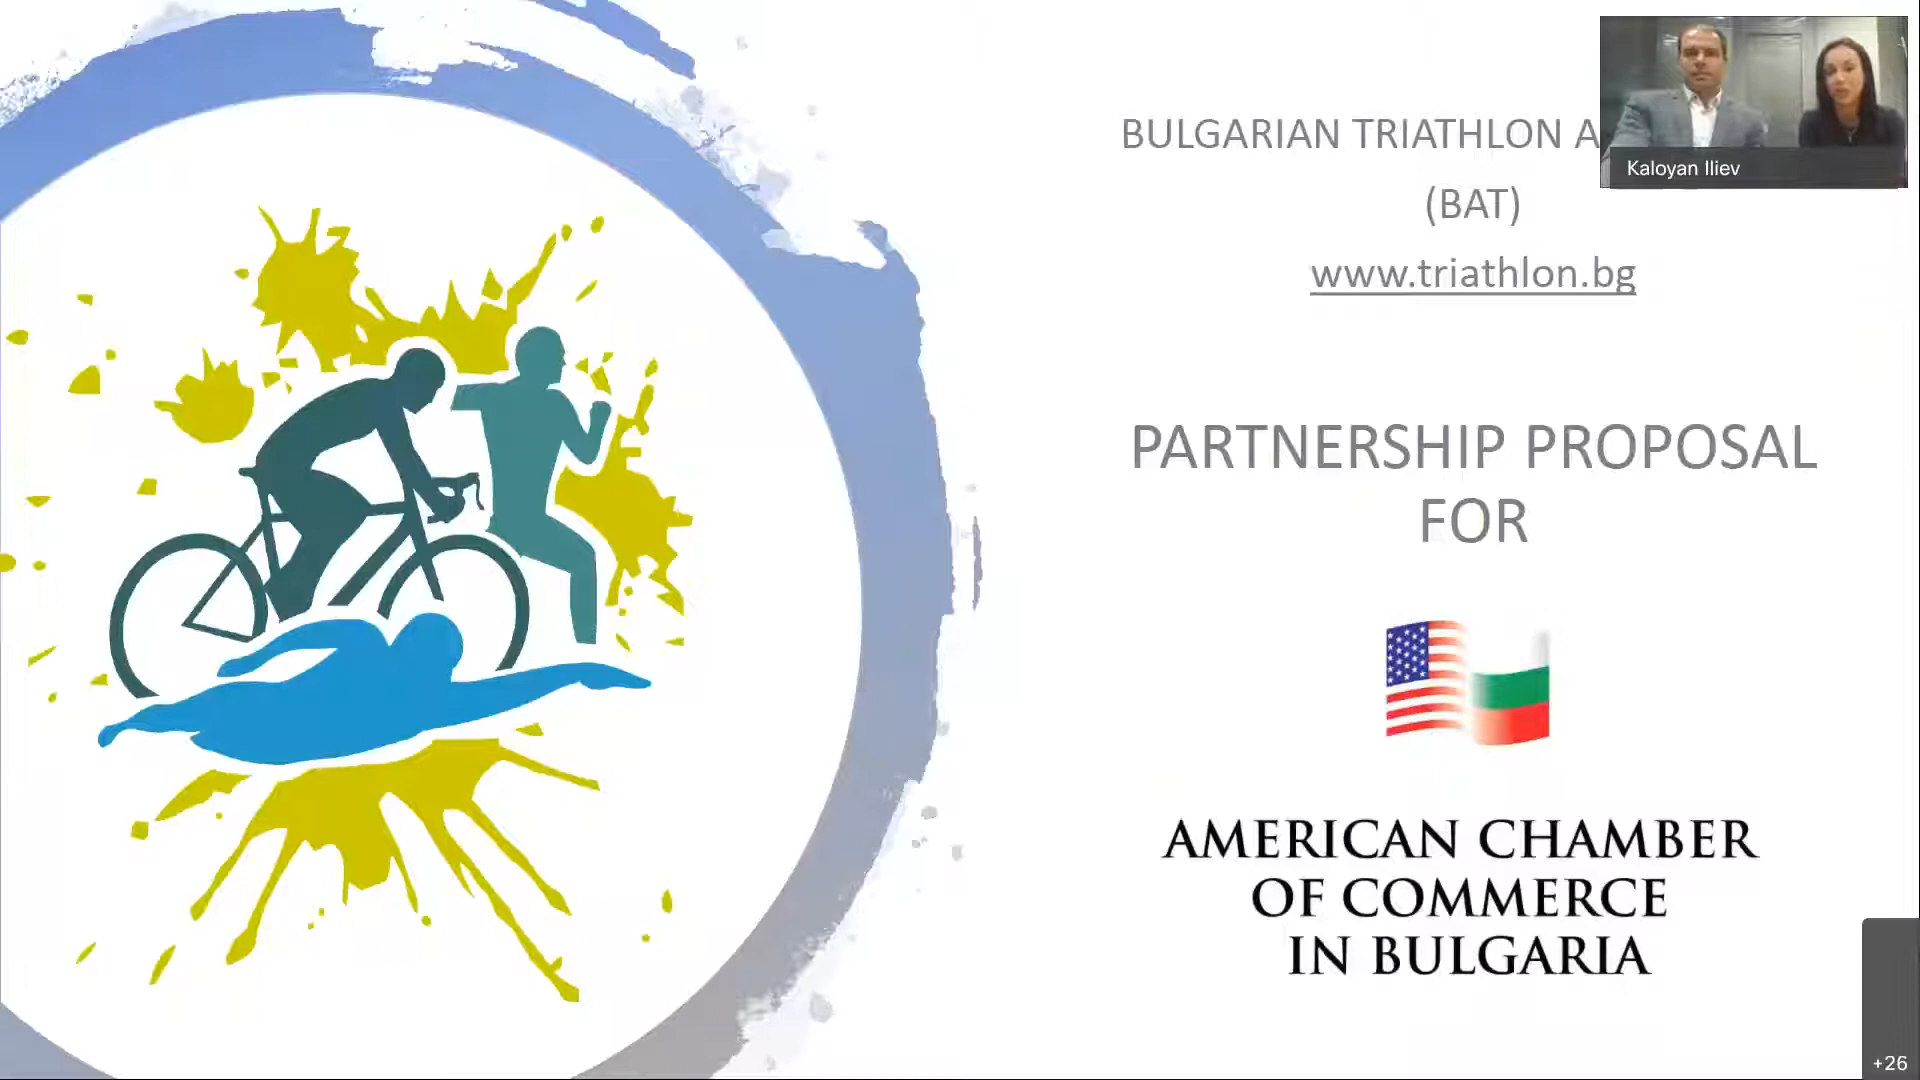 BULGARIAN TRIATHLON A
(BAT)
www.triathlon.bg
PARTNERSHIP PROPOSAL
FOR
AMERICAN CHAMBER
OF COMMERCE
IN BULGARIA
Kaloyan Iliev
+26